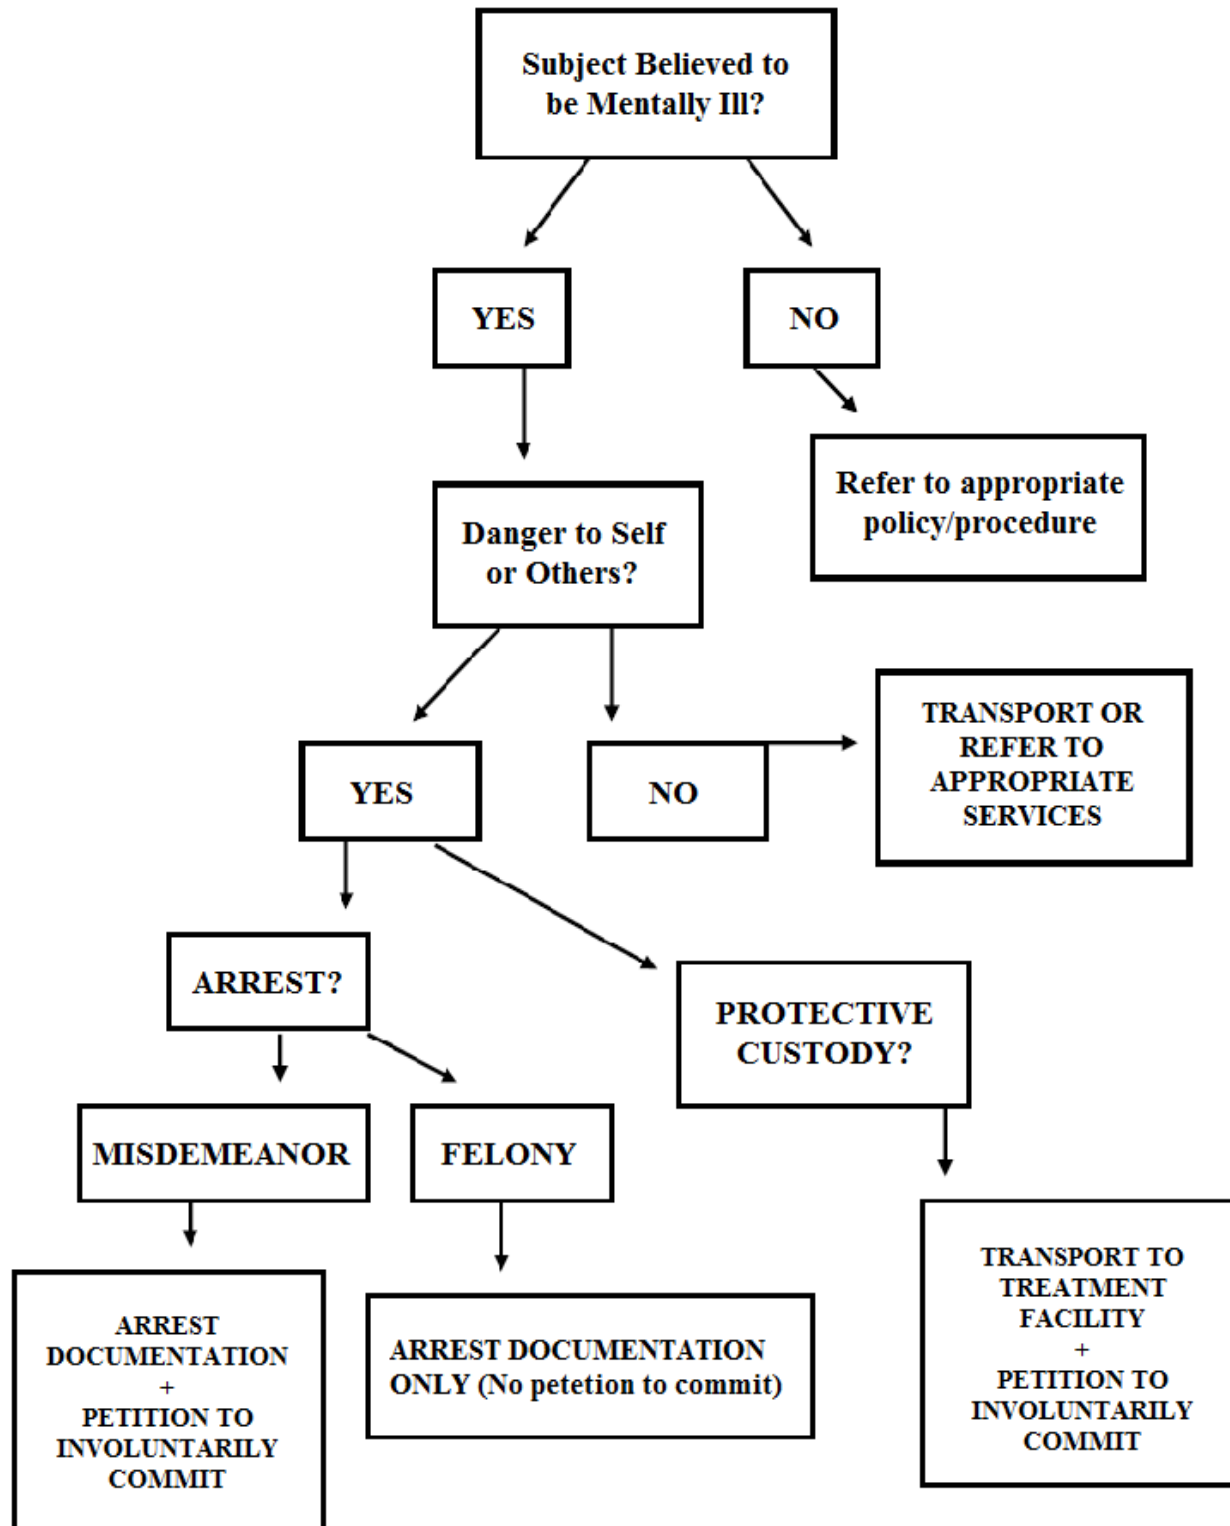 Subject Believed to
be Mentally Ill?
YES
NO
Refer to appropriate
policy/procedure
Danger to Self
or Others?
TRANSPORT OR
REFER TO
APPROPRIATE
SERVICES
YES
NO
ARREST?
PROTECTIVE
CUSTODY?
MISDEMEANOR
FELONY
ARREST
DOCUMENTATION
+
PETITION TO
INVOLUNTARILY
COMMIT
ARREST DOCUMENTATION
ONLY (No petetion to commit)
TRANSPORT TO
TREATMENT
FACILITY
+
PETITION TO
INVOLUNTARILY
COMMIT